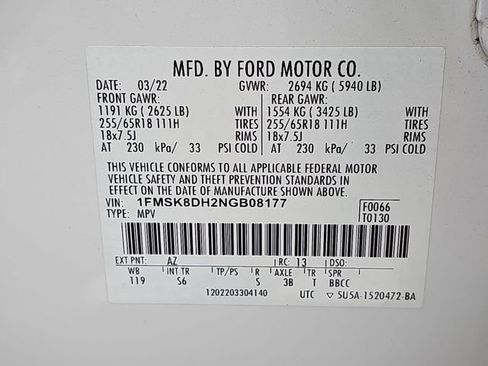 MFD. BY FORD MOTOR CO.
DATE: 03/22 GVWR: 2694 KG ( 5940 LB)
FRONT GAWR: REAR GAWR:
1191 KG ( 2625 LB) WITH 1554 KG ( 3425 LB) WITH
255/65R18 111H TIRES 255/65R18 111H TIRES
18x7.5J RIMS 18x7.5J RIMS
AT 230 kPa/ 33 PSI COLD AT 230 kPa/ 33 PSI COLD
THIS VEHICLE CONFORMS TO ALL APPLICABLE FEDERAL MOTOR
VEHICLE SAFETY AND THEFT PREVENTION STANDARDS IN
EFFECT ON THE DATE OF MANUFACTURE SHOWN ABOVE.
VIN: 1FMSK8DH2NGB08177 F0066
TYPE: MPV T0130
EXT PNT: AZ RC: 13 DSO:
WB INT TR TP/PS R AXLE TR SPR
119 S6 S 3B T BBCC
1202203304140 UTC ▽ 5U5A-1520472-BA